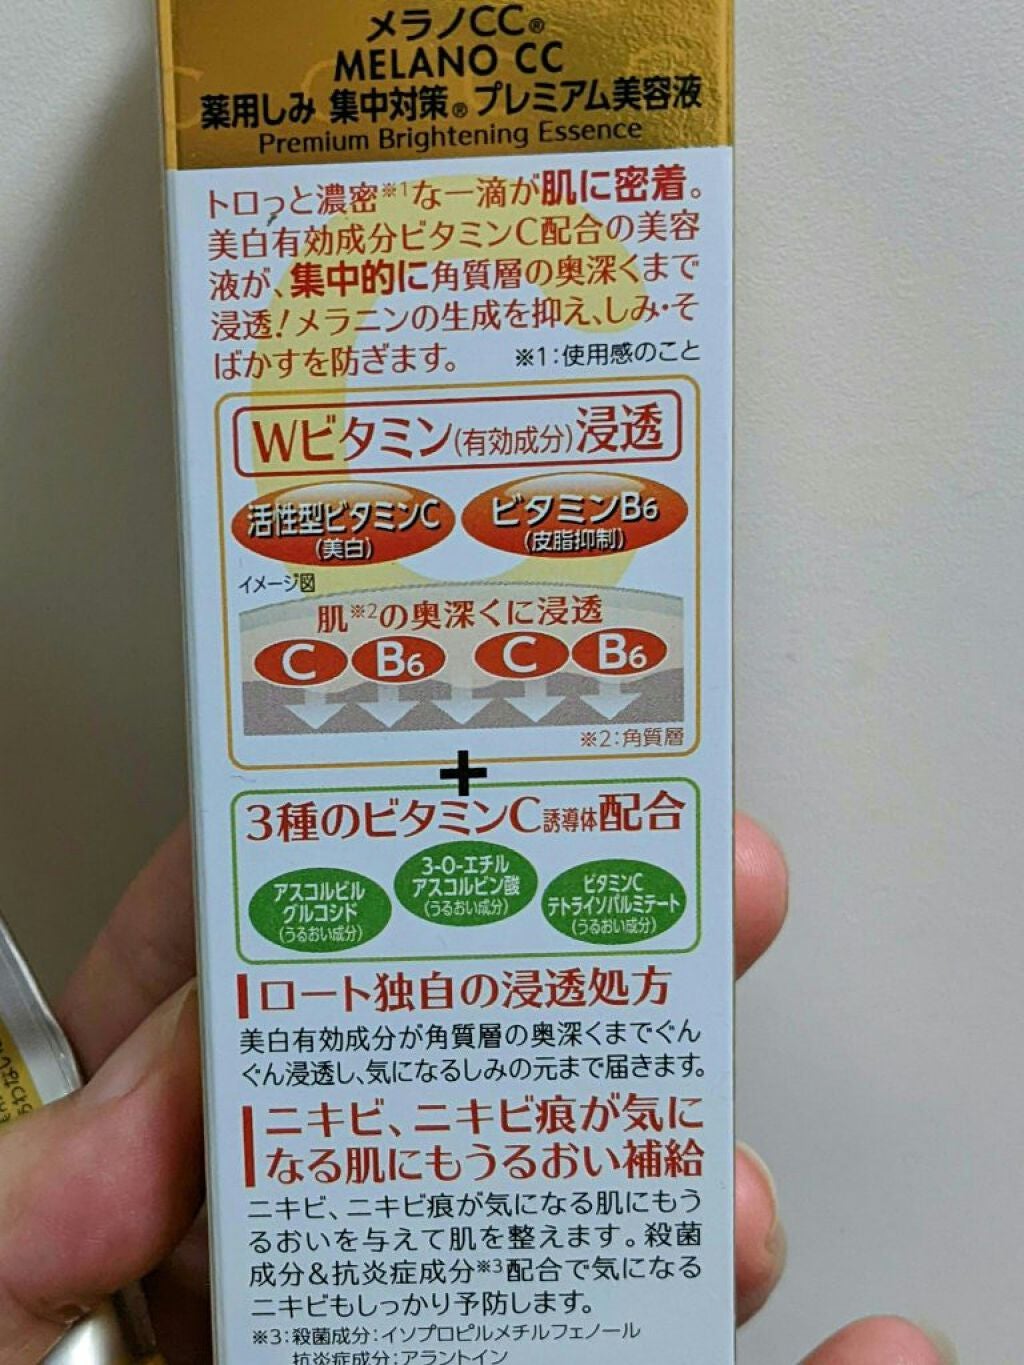 メラノCC®
MELANO CC
薬用しみ 集中対策® プレミアム美容液
Premium Brightening Essence
トロっと濃密※1な一滴が肌に密着。
美白有効成分ビタミンC配合の美容
液が、集中的に角質層の奥深くまで
浸透!メラニンの生成を抑え、しみ・そ
ばかすを防ぎます。 ※1:使用感のこと
Wビタミン(有効成分)浸透
活性型ビタミンC
(美白)
ビタミンB6
(皮脂抑制)
イメージ図
肌※2の奥深くに浸透
C B6 C B6
※2:角質層
+
3種のビタミンC誘導体配合
アスコルビル
グルコシド
(うるおい成分)
3-O-エチル
アスコルビン酸
(うるおい成分)
ビタミンC
テトライソパルミテート
(うるおい成分)
ロート独自の浸透処方
美白有効成分が角質層の奥深くまでぐん
ぐん浸透し、気になるしみの元まで届きます。
ニキビ、ニキビ痕が気に
なる肌にもうるおい補給
ニキビ、ニキビ痕が気になる肌にもう
るおいを与えて肌を整えます。殺菌
成分&抗炎症成分※3配合で気になる
ニキビもしっかり予防します。
※3:殺菌成分:イソプロピルメチルフェノール
抗炎症成分:アラントイン